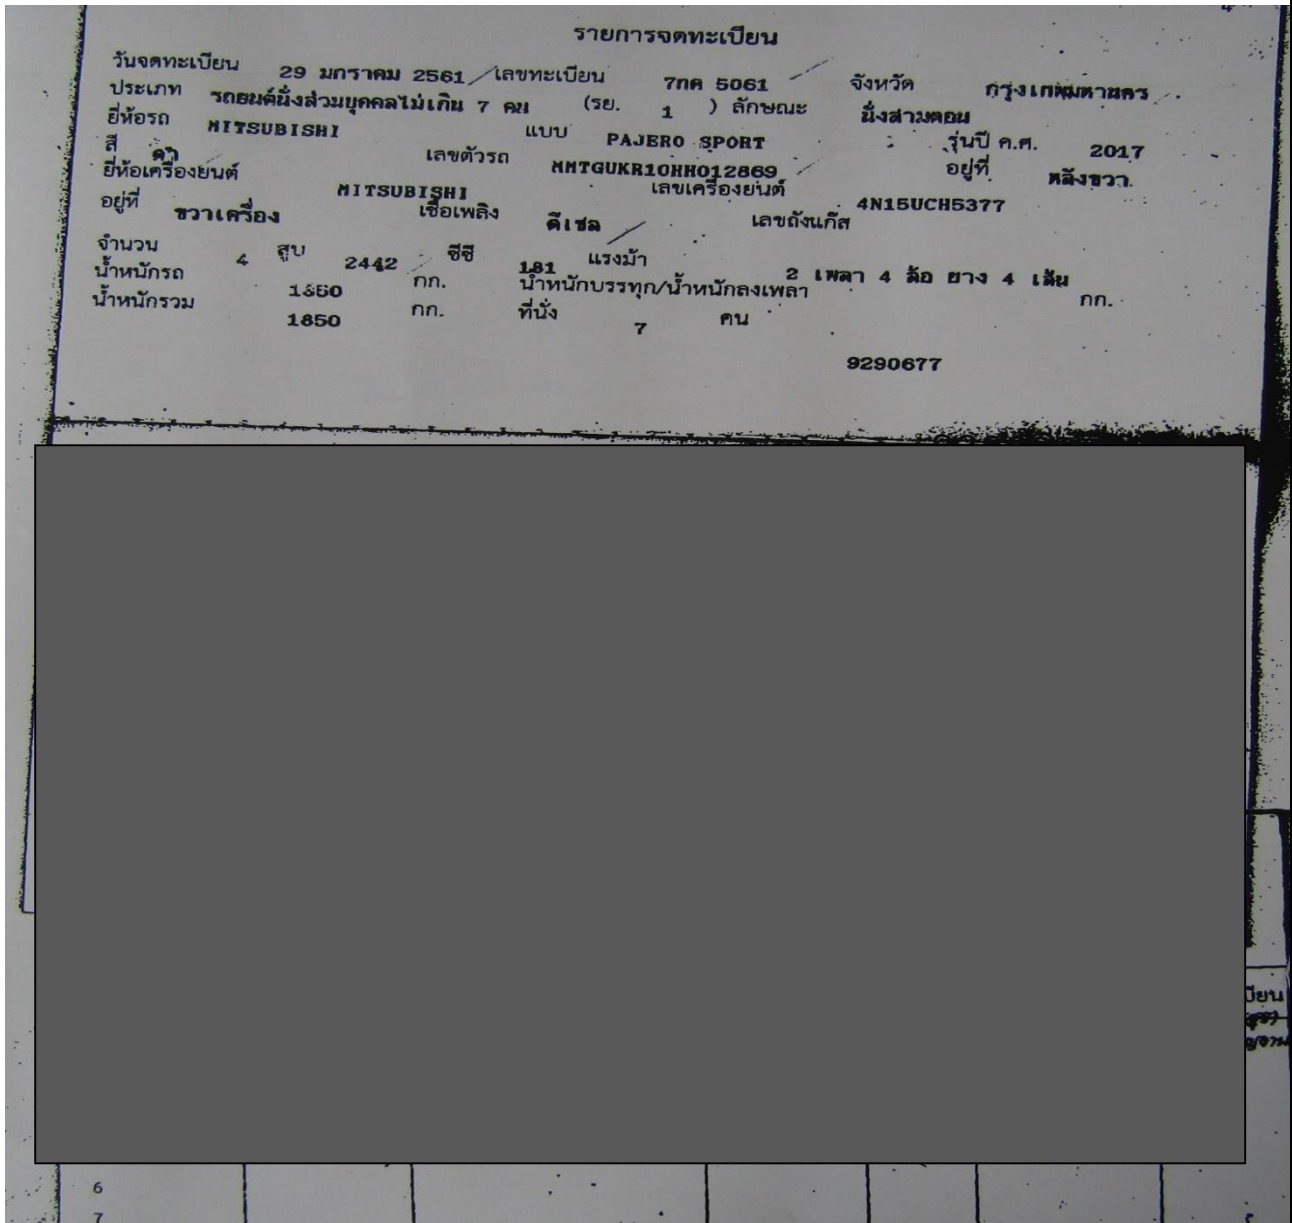 รายการจดทะเบียน
วันจดทะเบียน 29 มกราคม 2561 เลขทะเบียน 7กค 5061 จังหวัด กรุงเทพมหานคร
ประเภท รถยนต์นั่งส่วนบุคคลไม่เกิน 7 คน (รย. 1 ) ลักษณะ นั่งสามตอน
ยี่ห้อรถ MITSUBISHI แบบ PAJERO SPORT รุ่นปี ค.ศ. 2017
สี ดำ เลขตัวรถ MMTGUKR10HH012869 อยู่ที่ หลังขวา
ยี่ห้อเครื่องยนต์ MITSUBISHI เลขเครื่องยนต์ 4N15UCH5377
อยู่ที่ ขวาเครื่อง เชื้อเพลิง ดีเซล เลขถังแก๊ส
จำนวน 4 สูบ 2442 ซีซี 181 แรงม้า 2 เพลา 4 ล้อ ยาง 4 เส้น
น้ำหนักรถ 1850 กก. น้ำหนักบรรทุก/น้ำหนักลงเพลา กก.
น้ำหนักรวม 1850 กก. ที่นั่ง 7 คน
9290677
6
7